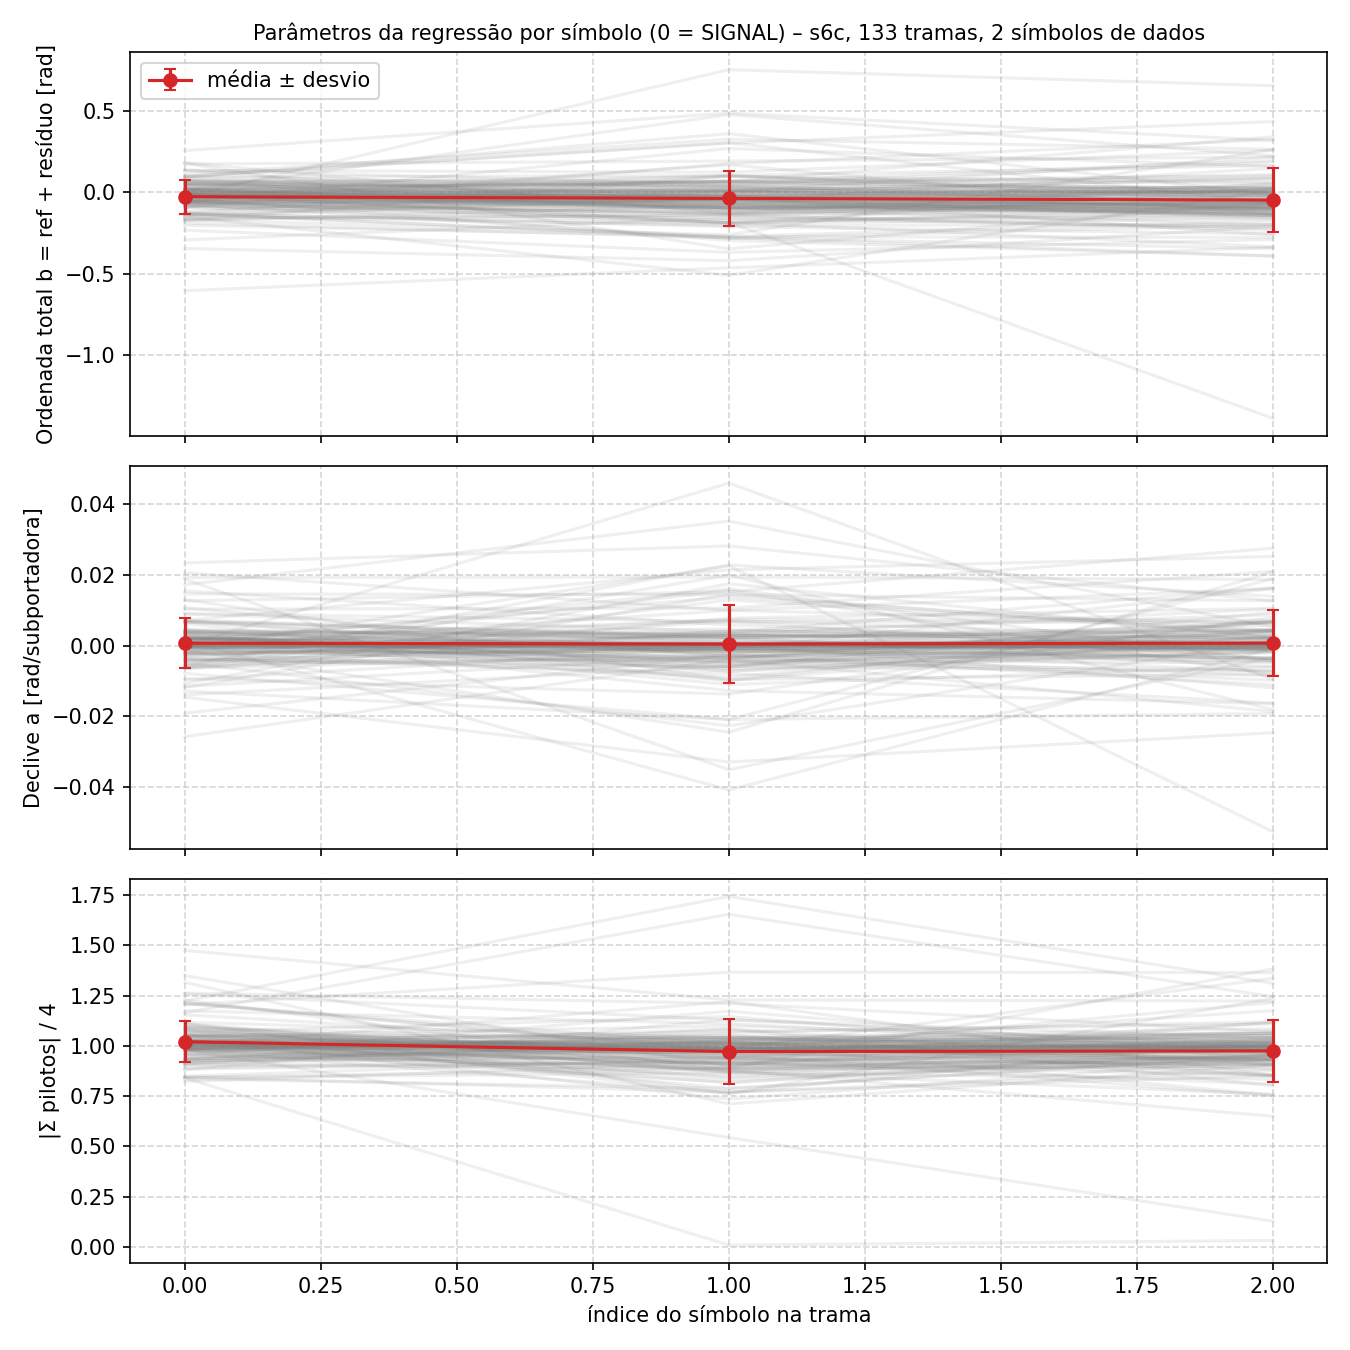 Parâmetros da regressão por símbolo (0 = SIGNAL) – s6c, 133 tramas, 2 símbolos de dados
média ± desvio
Ordenada total b = ref + resíduo [rad]
0.5
0.0
−0.5
−1.0
Declive a [rad/subportadora]
0.04
0.02
0.00
−0.02
−0.04
|Σ pilotos| / 4
1.75
1.50
1.25
1.00
0.75
0.50
0.25
0.00
0.00 0.25 0.50 0.75 1.00 1.25 1.50 1.75 2.00
índice do símbolo na trama